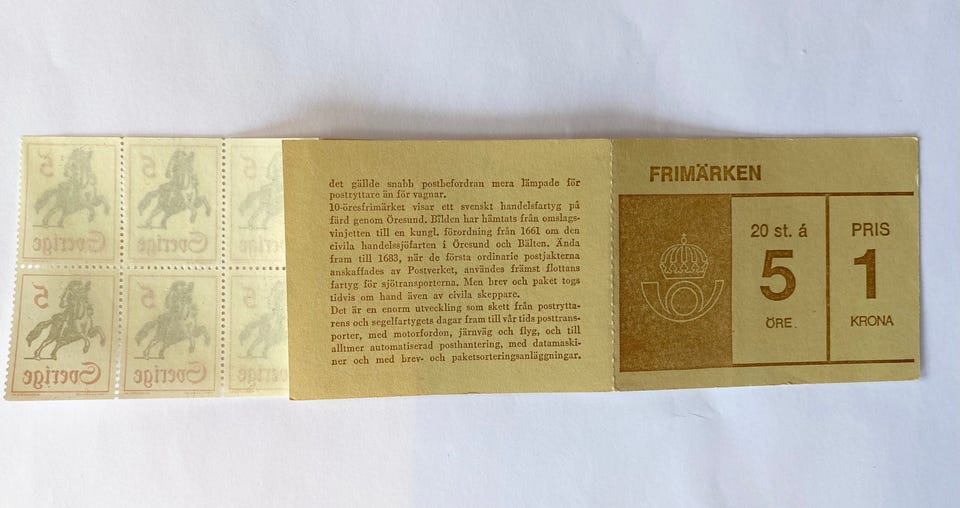 5
5
5
Sverige
Sverige
Sverige
5
5
5
Sverige
Sverige
Sverige
det gällde snabb postbefordran mera lämpade för
postryttare än för vagnar.
10-öresfrimärket visar ett svenskt handelsfartyg på
färd genom Öresund. Bilden har hämtats från omslags-
vinjetten till en kungl. förordning från 1661 om den
civila handelssjöfarten i Öresund och Bälten. Ända
fram till 1683, när de första ordinarie postjakterna
anskaffades av Postverket, användes främst flottans
fartyg för sjötransporterna. Men brev och paket togs
tidvis om hand även av civila skeppare.
Det är en enorm utveckling som skett från postrytta-
rens och segelfartygets dagar fram till vår tids posttrans-
porter, med motorfordon, järnväg och flyg, och till
alltmer automatiserad posthantering, med datamaski-
ner och med brev- och paketsorteringsanläggningar.
FRIMÄRKEN
20 st. á
5
ÖRE
PRIS
1
KRONA